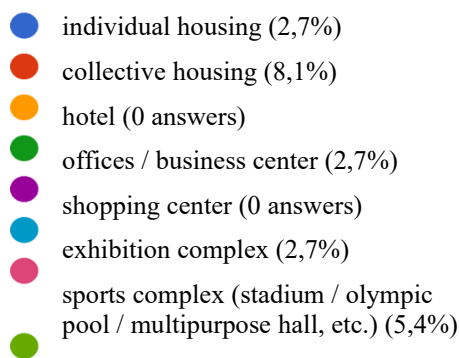 individual housing (2,7%)
collective housing (8,1%)
hotel (0 answers)
offices / business center (2,7%)
shopping center (0 answers)
exhibition complex (2,7%)
sports complex (stadium / olympic
pool / multipurpose hall, etc.) (5,4%)